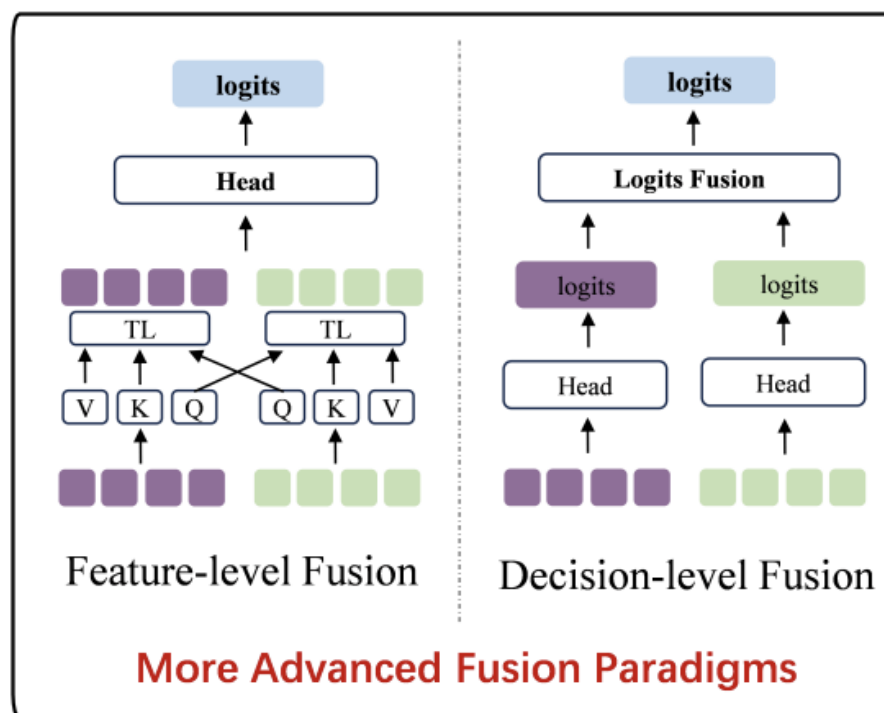 logits
Head
TL TL
V K Q Q K V
Feature-level Fusion
logits
Logits Fusion
logits logits
Head Head
Decision-level Fusion
More Advanced Fusion Paradigms